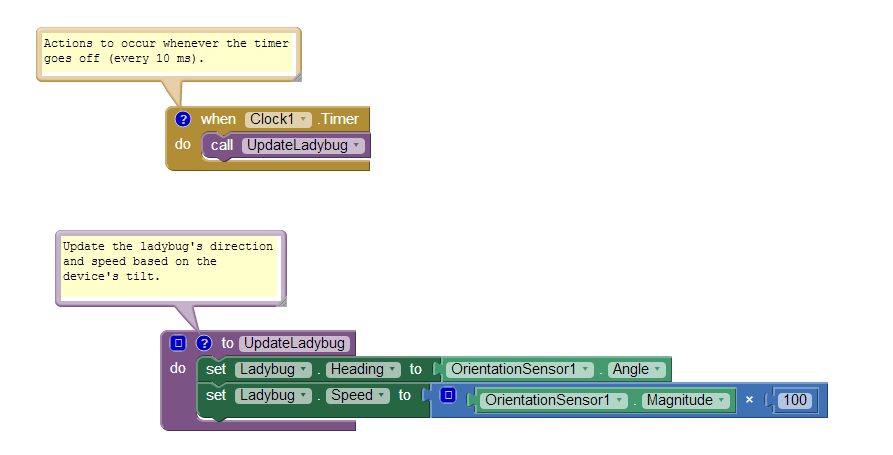 Actions to occur whenever the timer
goes off (every 10 ms).
? when Clock1 .Timer
do call UpdateLadybug
Update the ladybug's direction
and speed based on the
device's tilt.
? to UpdateLadybug
do set Ladybug . Heading to OrientationSensor1 . Angle
set Ladybug . Speed to OrientationSensor1 . Magnitude × 100